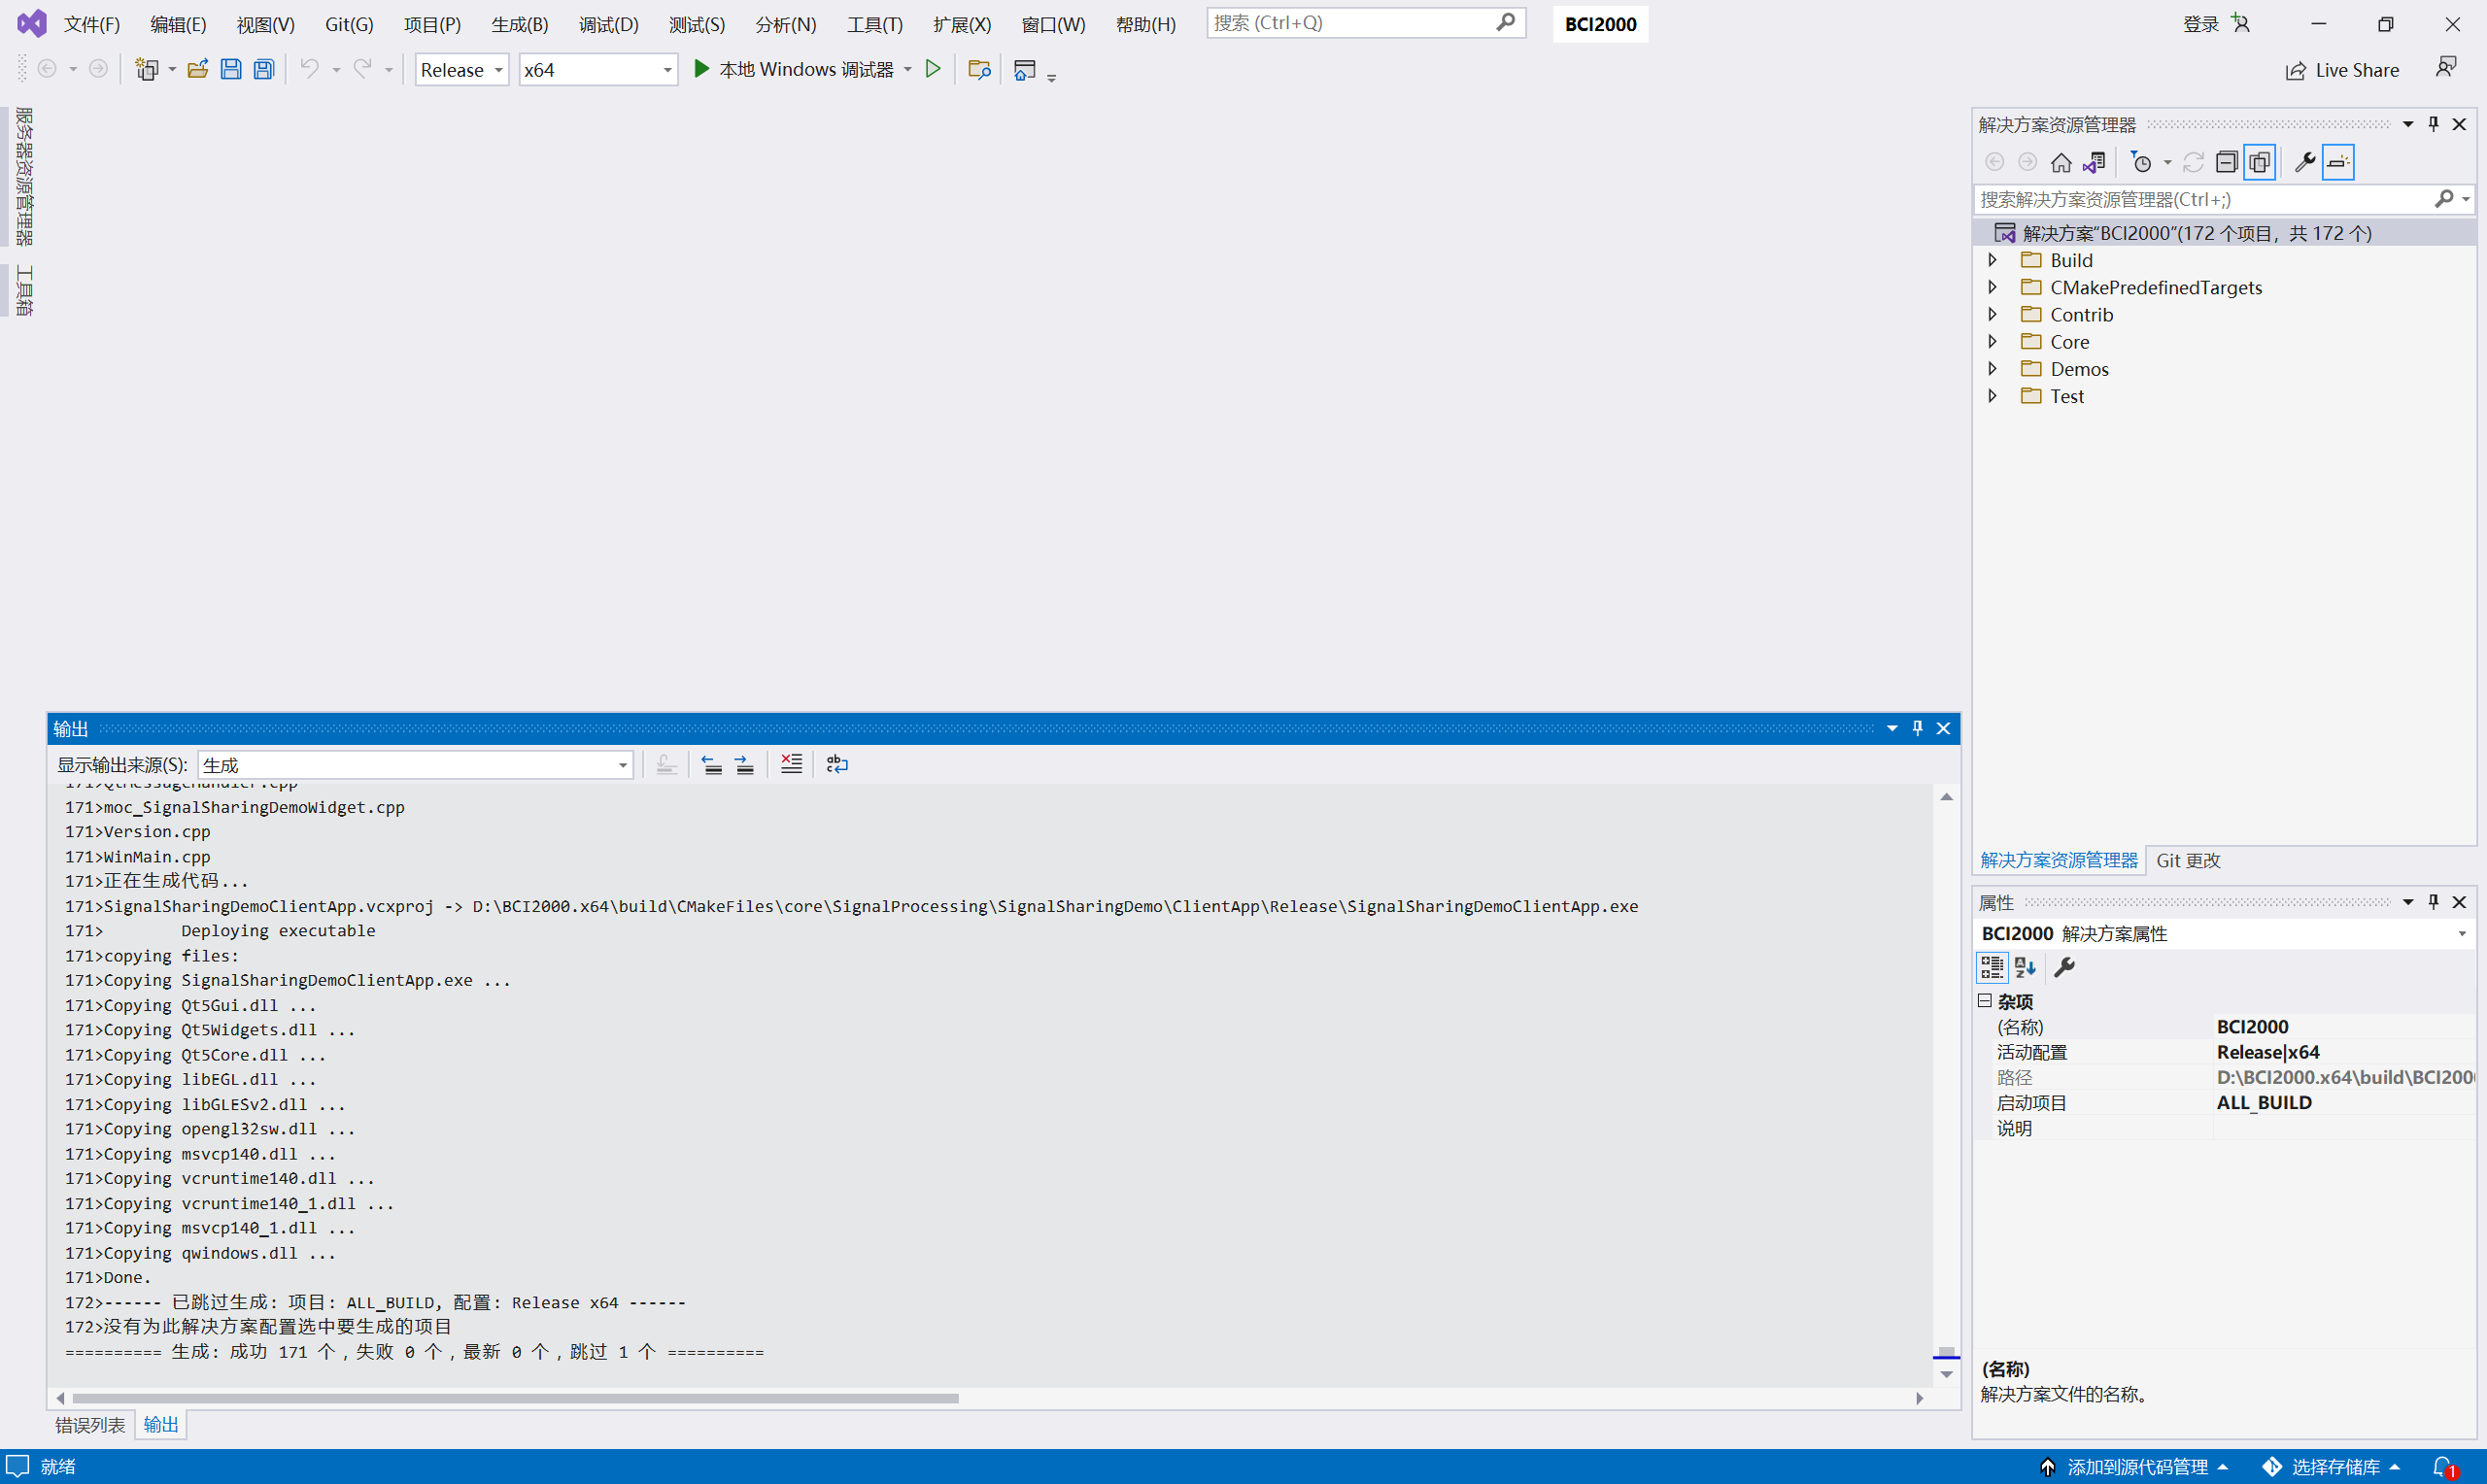 文件(F) 编辑(E) 视图(V) Git(G) 项目(P) 生成(B) 调试(D) 测试(S) 分析(N) 工具(T) 扩展(X) 窗口(W) 帮助(H) 搜索 (Ctrl+Q) BCI2000 登录
Release x64 本地 Windows 调试器 Live Share
服务器资源管理器
工具箱
解决方案资源管理器
搜索解决方案资源管理器(Ctrl+;)
解决方案"BCI2000"(172 个项目，共 172 个)
Build
CMakePredefinedTargets
Contrib
Core
Demos
Test
解决方案资源管理器 Git 更改
输出
显示输出来源(S): 生成
171>QtMessageHandler.cpp
171>moc_SignalSharingDemoWidget.cpp
171>Version.cpp
171>WinMain.cpp
171>正在生成代码...
171>SignalSharingDemoClientApp.vcxproj -> D:\BCI2000.x64\build\CMakeFiles\core\SignalProcessing\SignalSharingDemo\ClientApp\Release\SignalSharingDemoClientApp.exe
171>        Deploying executable
171>copying files:
171>Copying SignalSharingDemoClientApp.exe ...
171>Copying Qt5Gui.dll ...
171>Copying Qt5Widgets.dll ...
171>Copying Qt5Core.dll ...
171>Copying libEGL.dll ...
171>Copying libGLESv2.dll ...
171>Copying opengl32sw.dll ...
171>Copying msvcp140.dll ...
171>Copying vcruntime140.dll ...
171>Copying vcruntime140_1.dll ...
171>Copying msvcp140_1.dll ...
171>Copying qwindows.dll ...
171>Done.
172>------ 已跳过生成: 项目: ALL_BUILD, 配置: Release x64 ------
172>没有为此解决方案配置选中要生成的项目
========== 生成: 成功 171 个，失败 0 个，最新 0 个，跳过 1 个 ==========
错误列表 输出
属性
BCI2000 解决方案属性
杂项
(名称) BCI2000
活动配置 Release|x64
路径 D:\BCI2000.x64\build\BCI200
启动项目 ALL_BUILD
说明
(名称)
解决方案文件的名称。
就绪 添加到源代码管理 选择存储库 1